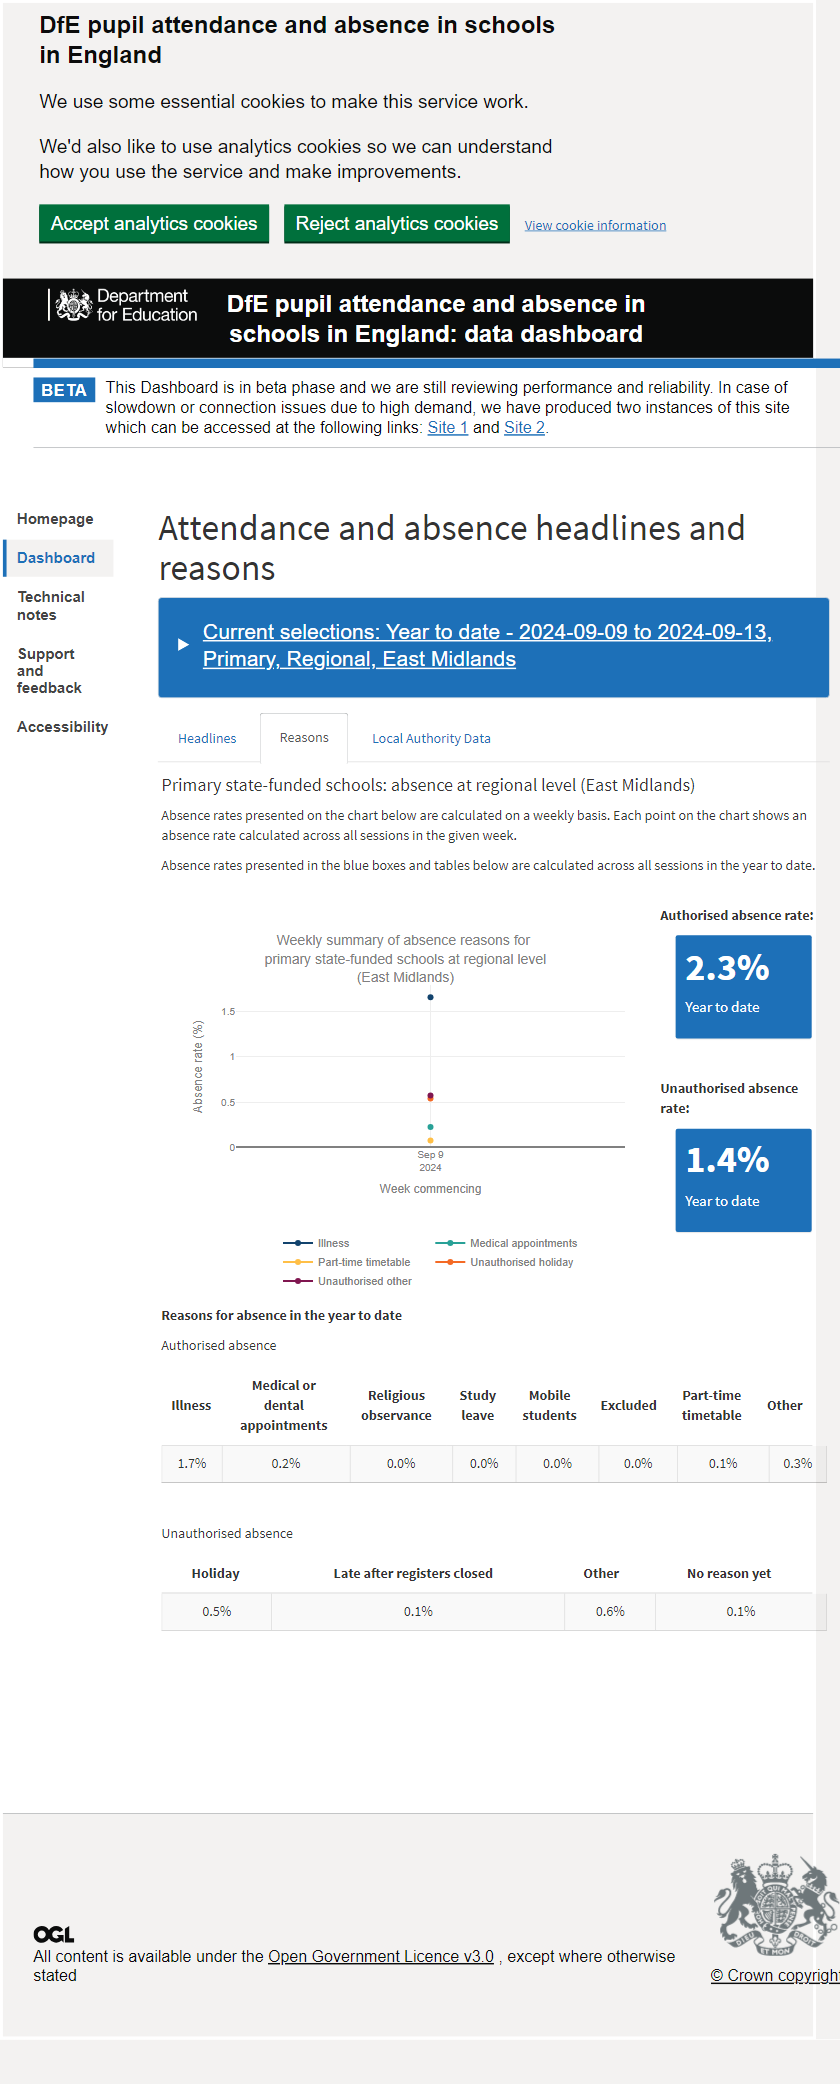 DfE pupil attendance and absence in schools
in England
We use some essential cookies to make this service work.
We'd also like to use analytics cookies so we can understand
how you use the service and make improvements.
Accept analytics cookies Reject analytics cookies View cookie information
Department
for Education
DfE pupil attendance and absence in
schools in England: data dashboard
BETA This Dashboard is in beta phase and we are still reviewing performance and reliability. In case of
slowdown or connection issues due to high demand, we have produced two instances of this site
which can be accessed at the following links: Site 1 and Site 2.
Homepage
Dashboard
Technical
notes
Support
and
feedback
Accessibility
Attendance and absence headlines and
reasons
Current selections: Year to date - 2024-09-09 to 2024-09-13,
Primary, Regional, East Midlands
Headlines Reasons Local Authority Data
Primary state-funded schools: absence at regional level (East Midlands)
Absence rates presented on the chart below are calculated on a weekly basis. Each point on the chart shows an
absence rate calculated across all sessions in the given week.
Absence rates presented in the blue boxes and tables below are calculated across all sessions in the year to date.
Weekly summary of absence reasons for
primary state-funded schools at regional level
(East Midlands)
Absence rate (%)
1.5
1
0.5
0
Sep 9
2024
Week commencing
Illness Medical appointments
Part-time timetable Unauthorised holiday
Unauthorised other
Authorised absence rate:
2.3%
Year to date
Unauthorised absence
rate:
1.4%
Year to date
Reasons for absence in the year to date
Authorised absence
Illness Medical or dental appointments Religious observance Study leave Mobile students Excluded Part-time timetable Other
1.7% 0.2% 0.0% 0.0% 0.0% 0.0% 0.1% 0.3%
Unauthorised absence
Holiday Late after registers closed Other No reason yet
0.5% 0.1% 0.6% 0.1%
OGL
All content is available under the Open Government Licence v3.0 , except where otherwise
stated
© Crown copyright